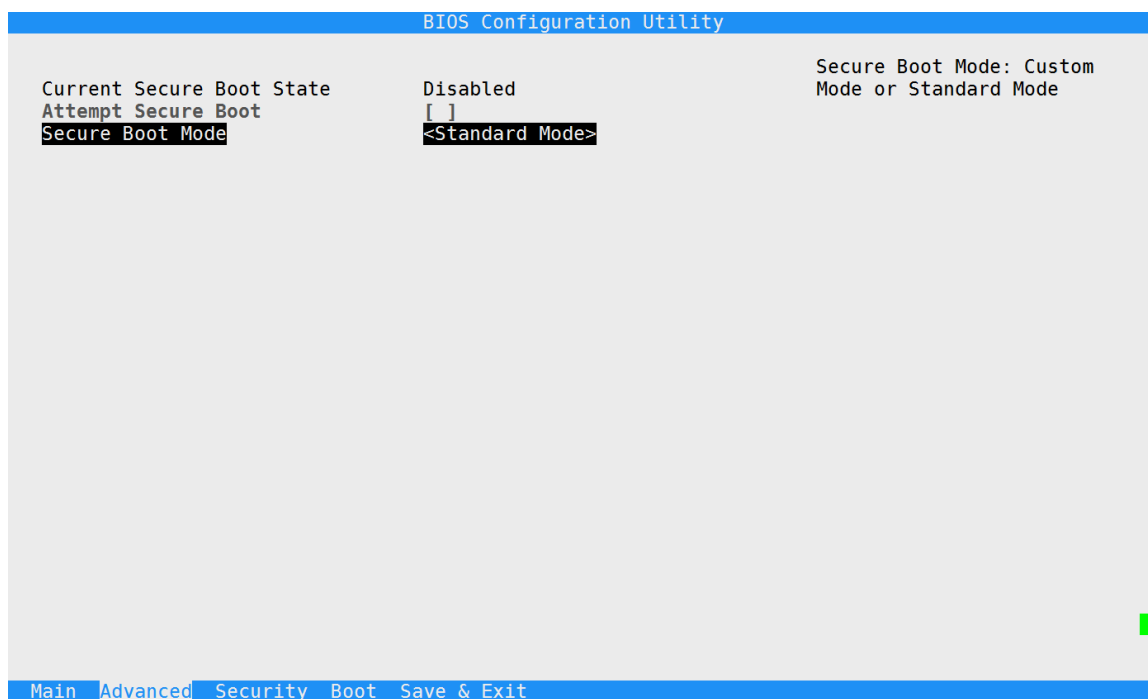 BIOS Configuration Utility
Current Secure Boot State Disabled
Attempt Secure Boot [ ]
Secure Boot Mode <Standard Mode>
Secure Boot Mode: Custom
Mode or Standard Mode
Main Advanced Security Boot Save & Exit